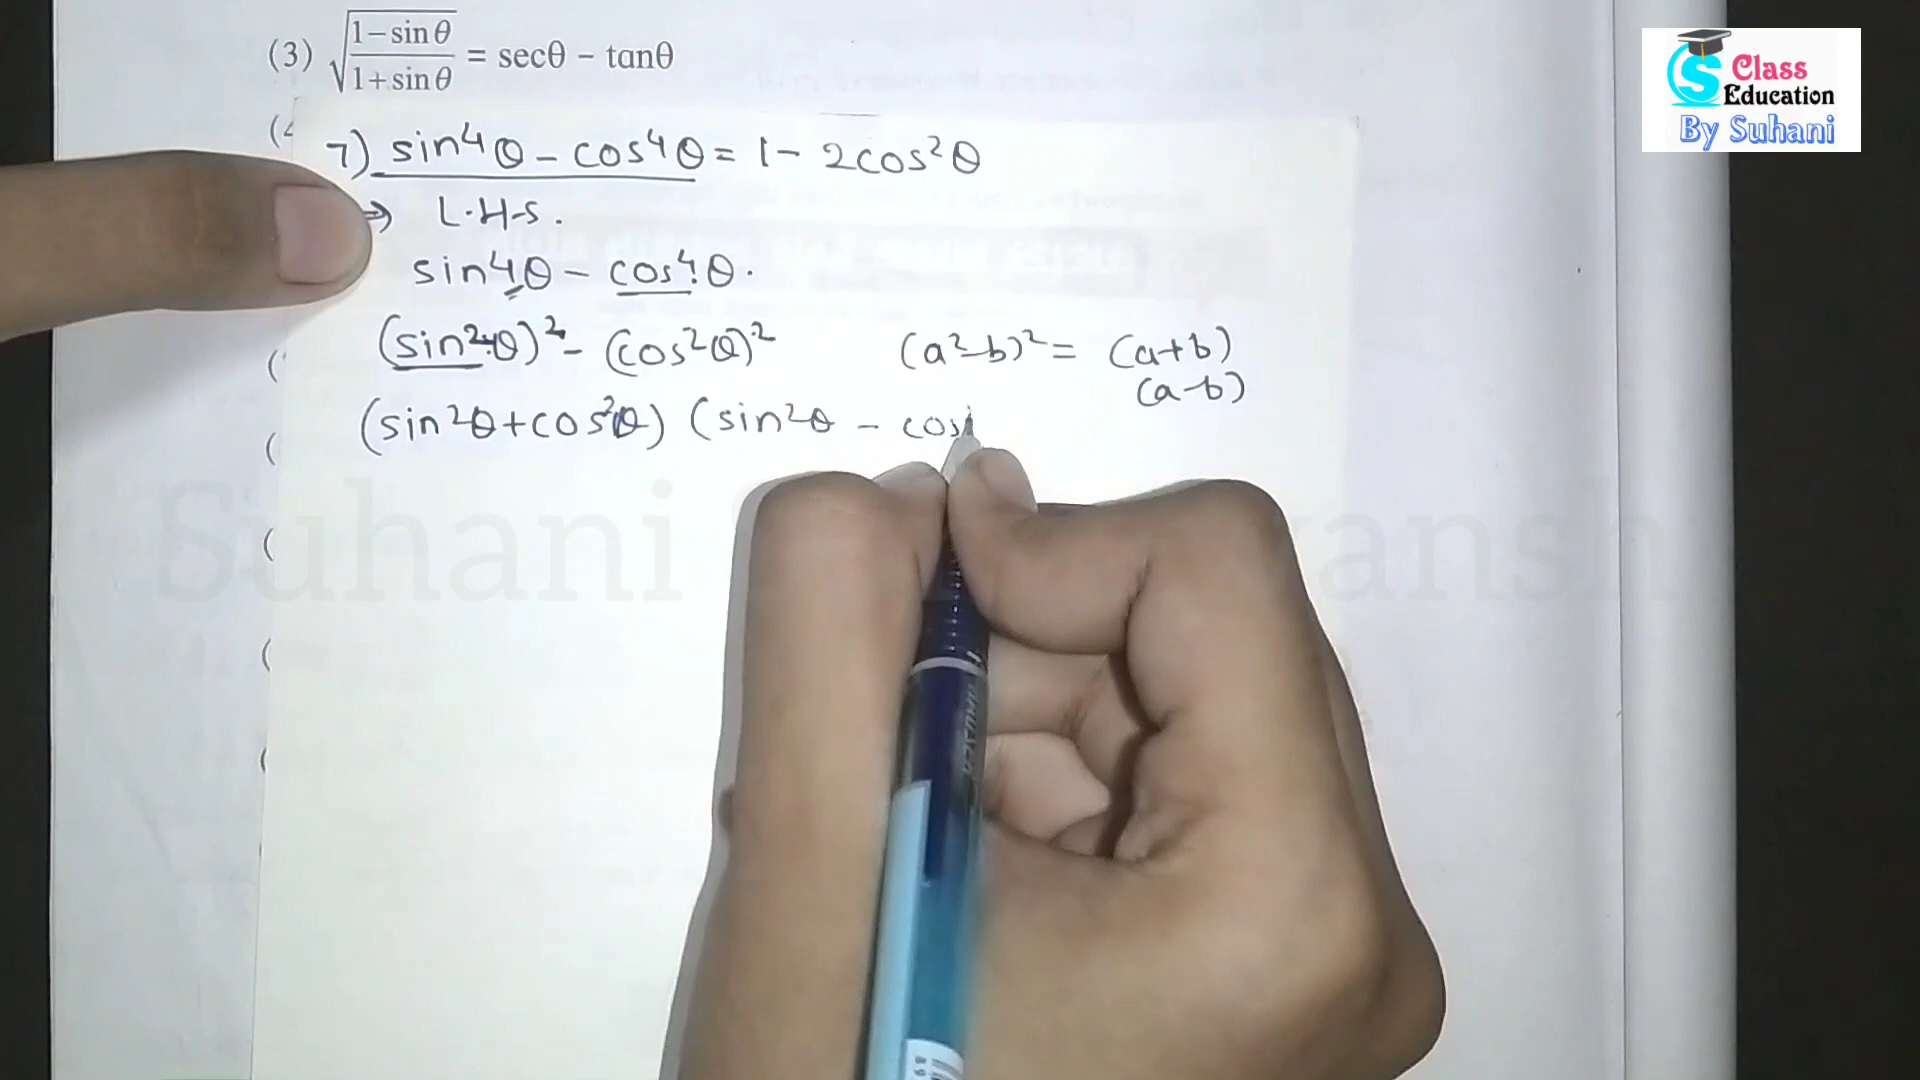 (3) √((1−sinθ)/(1+sinθ)) = secθ − tanθ
(4
7) sin⁴θ − cos⁴θ = 1 − 2cos²θ
⇒ L.H.S.
sin⁴θ − cos⁴θ.
(sin²θ)² − (cos²θ)² (a²−b)² = (a+b)
(a−b)
(sin²θ+cos²θ) (sin²θ − cos
(
(
(
(
(
Class
Education
By Suhani
Suhani